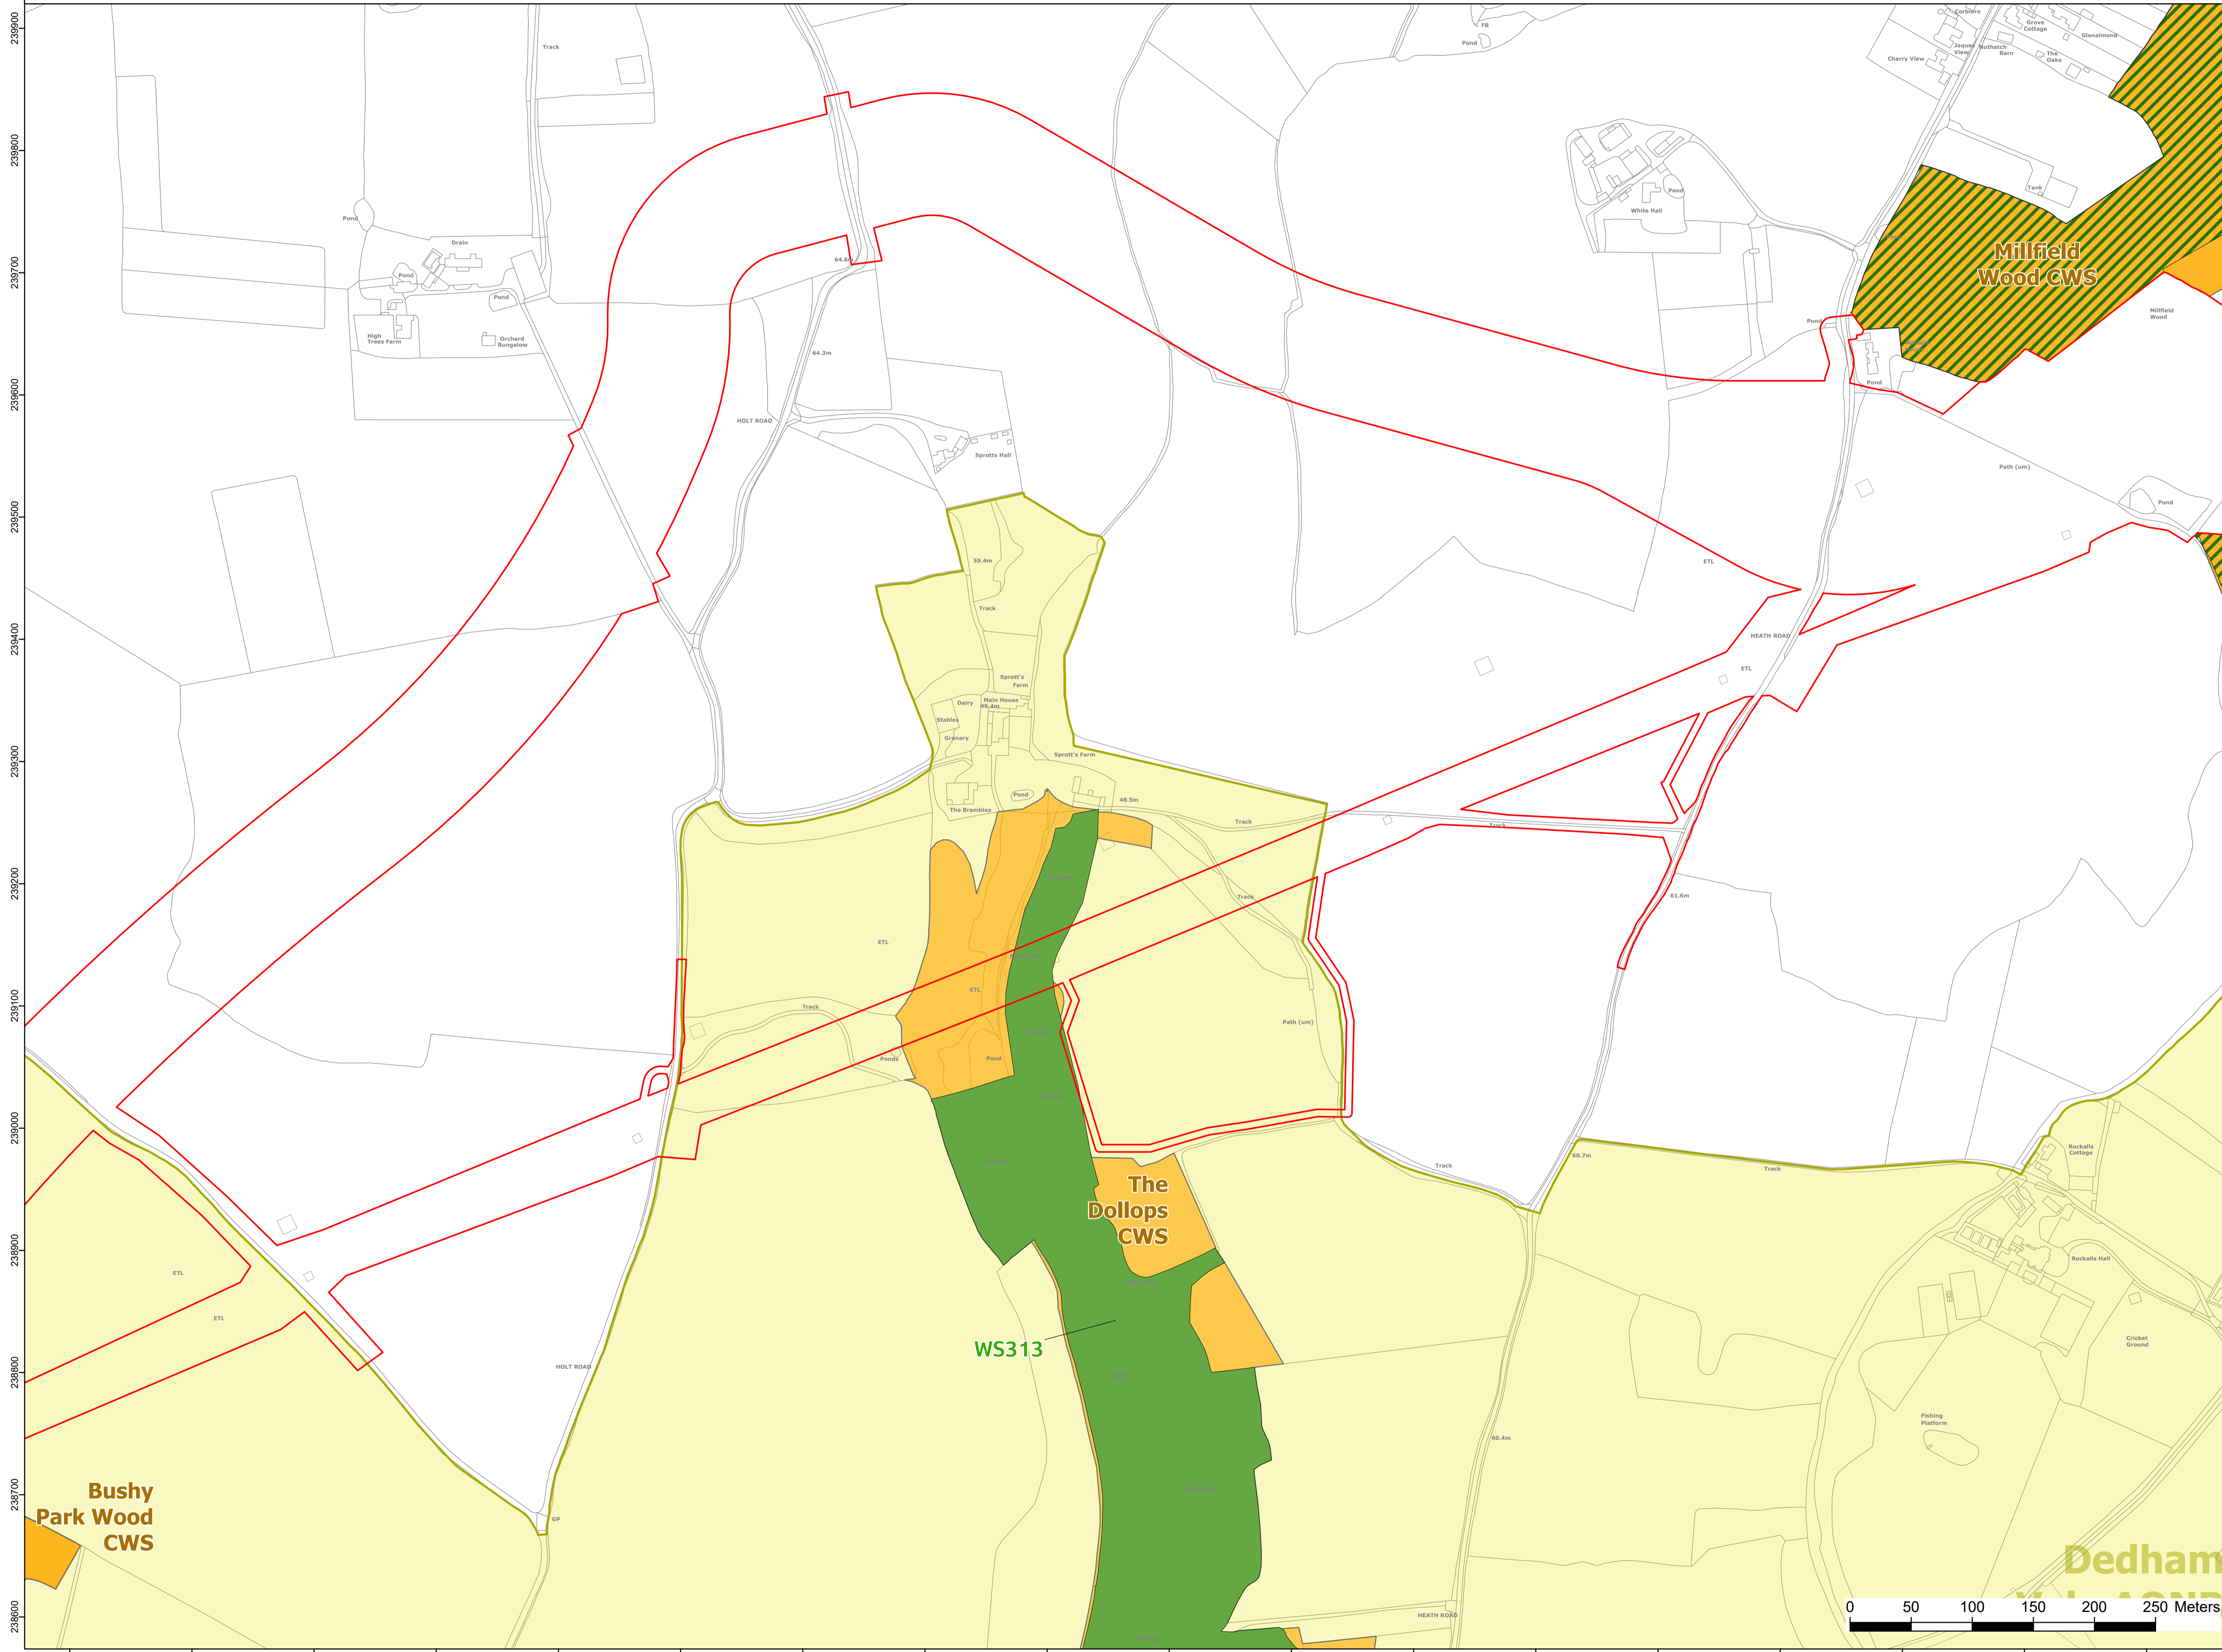 239900
239800
239700
239600
239500
239400
239300
239200
239100
239000
238900
238800
238700
238600
Track
FB
Pond
Corbiere
Grove
Cottage
Glenalmond
Jaques
View
Nuthatch
Barn
The
Oaks
Cherry View
Tank
Pond
White Hall
Pond
Drain
Pond
Pond
High
Trees Farm
Orchard
Bungalow
64.6m
64.3m
HOLT ROAD
Sprotts Hall
Millfield
Wood CWS
Millfield
Wood
Pond
Pond
Path (um)
Pond
59.4m
Track
ETL
HEATH ROAD
ETL
Sprott's
Farm
Main House
49.4m
Dairy
Stables
Granary
Sprott's Farm
The Brambles
Pond
48.5m
Track
Track
Track
61.6m
ETL
ETL
Track
Ponds
Pond
Path (um)
The
Dollops
CWS
Track
60.7m
Track
Rockalls
Cottage
Rockalls Hall
Cricket
Ground
ETL
ETL
WS313
HOLT ROAD
Fishing
Platform
60.4m
Bushy
Park Wood
CWS
GP
HEATH ROAD
Dedham
0 50 100 150 200 250 Meters